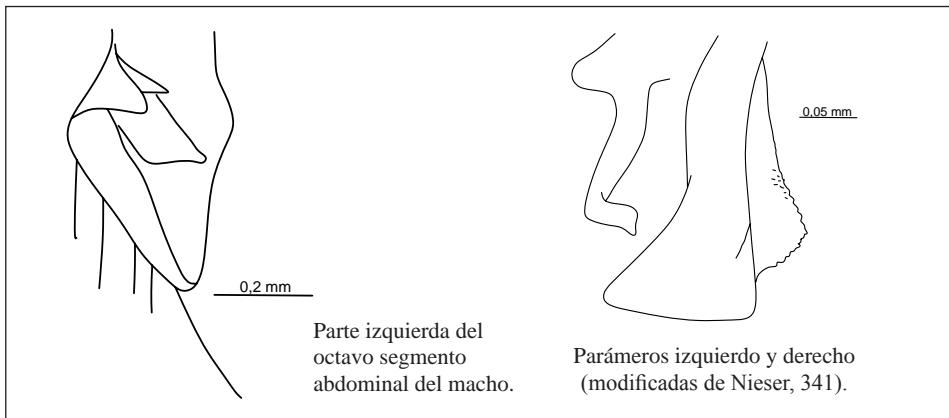 0,2 mm
Parte izquierda del
octavo segmento
abdominal del macho.
0,05 mm
Parámeros izquierdo y derecho
(modificadas de Nieser, 341).